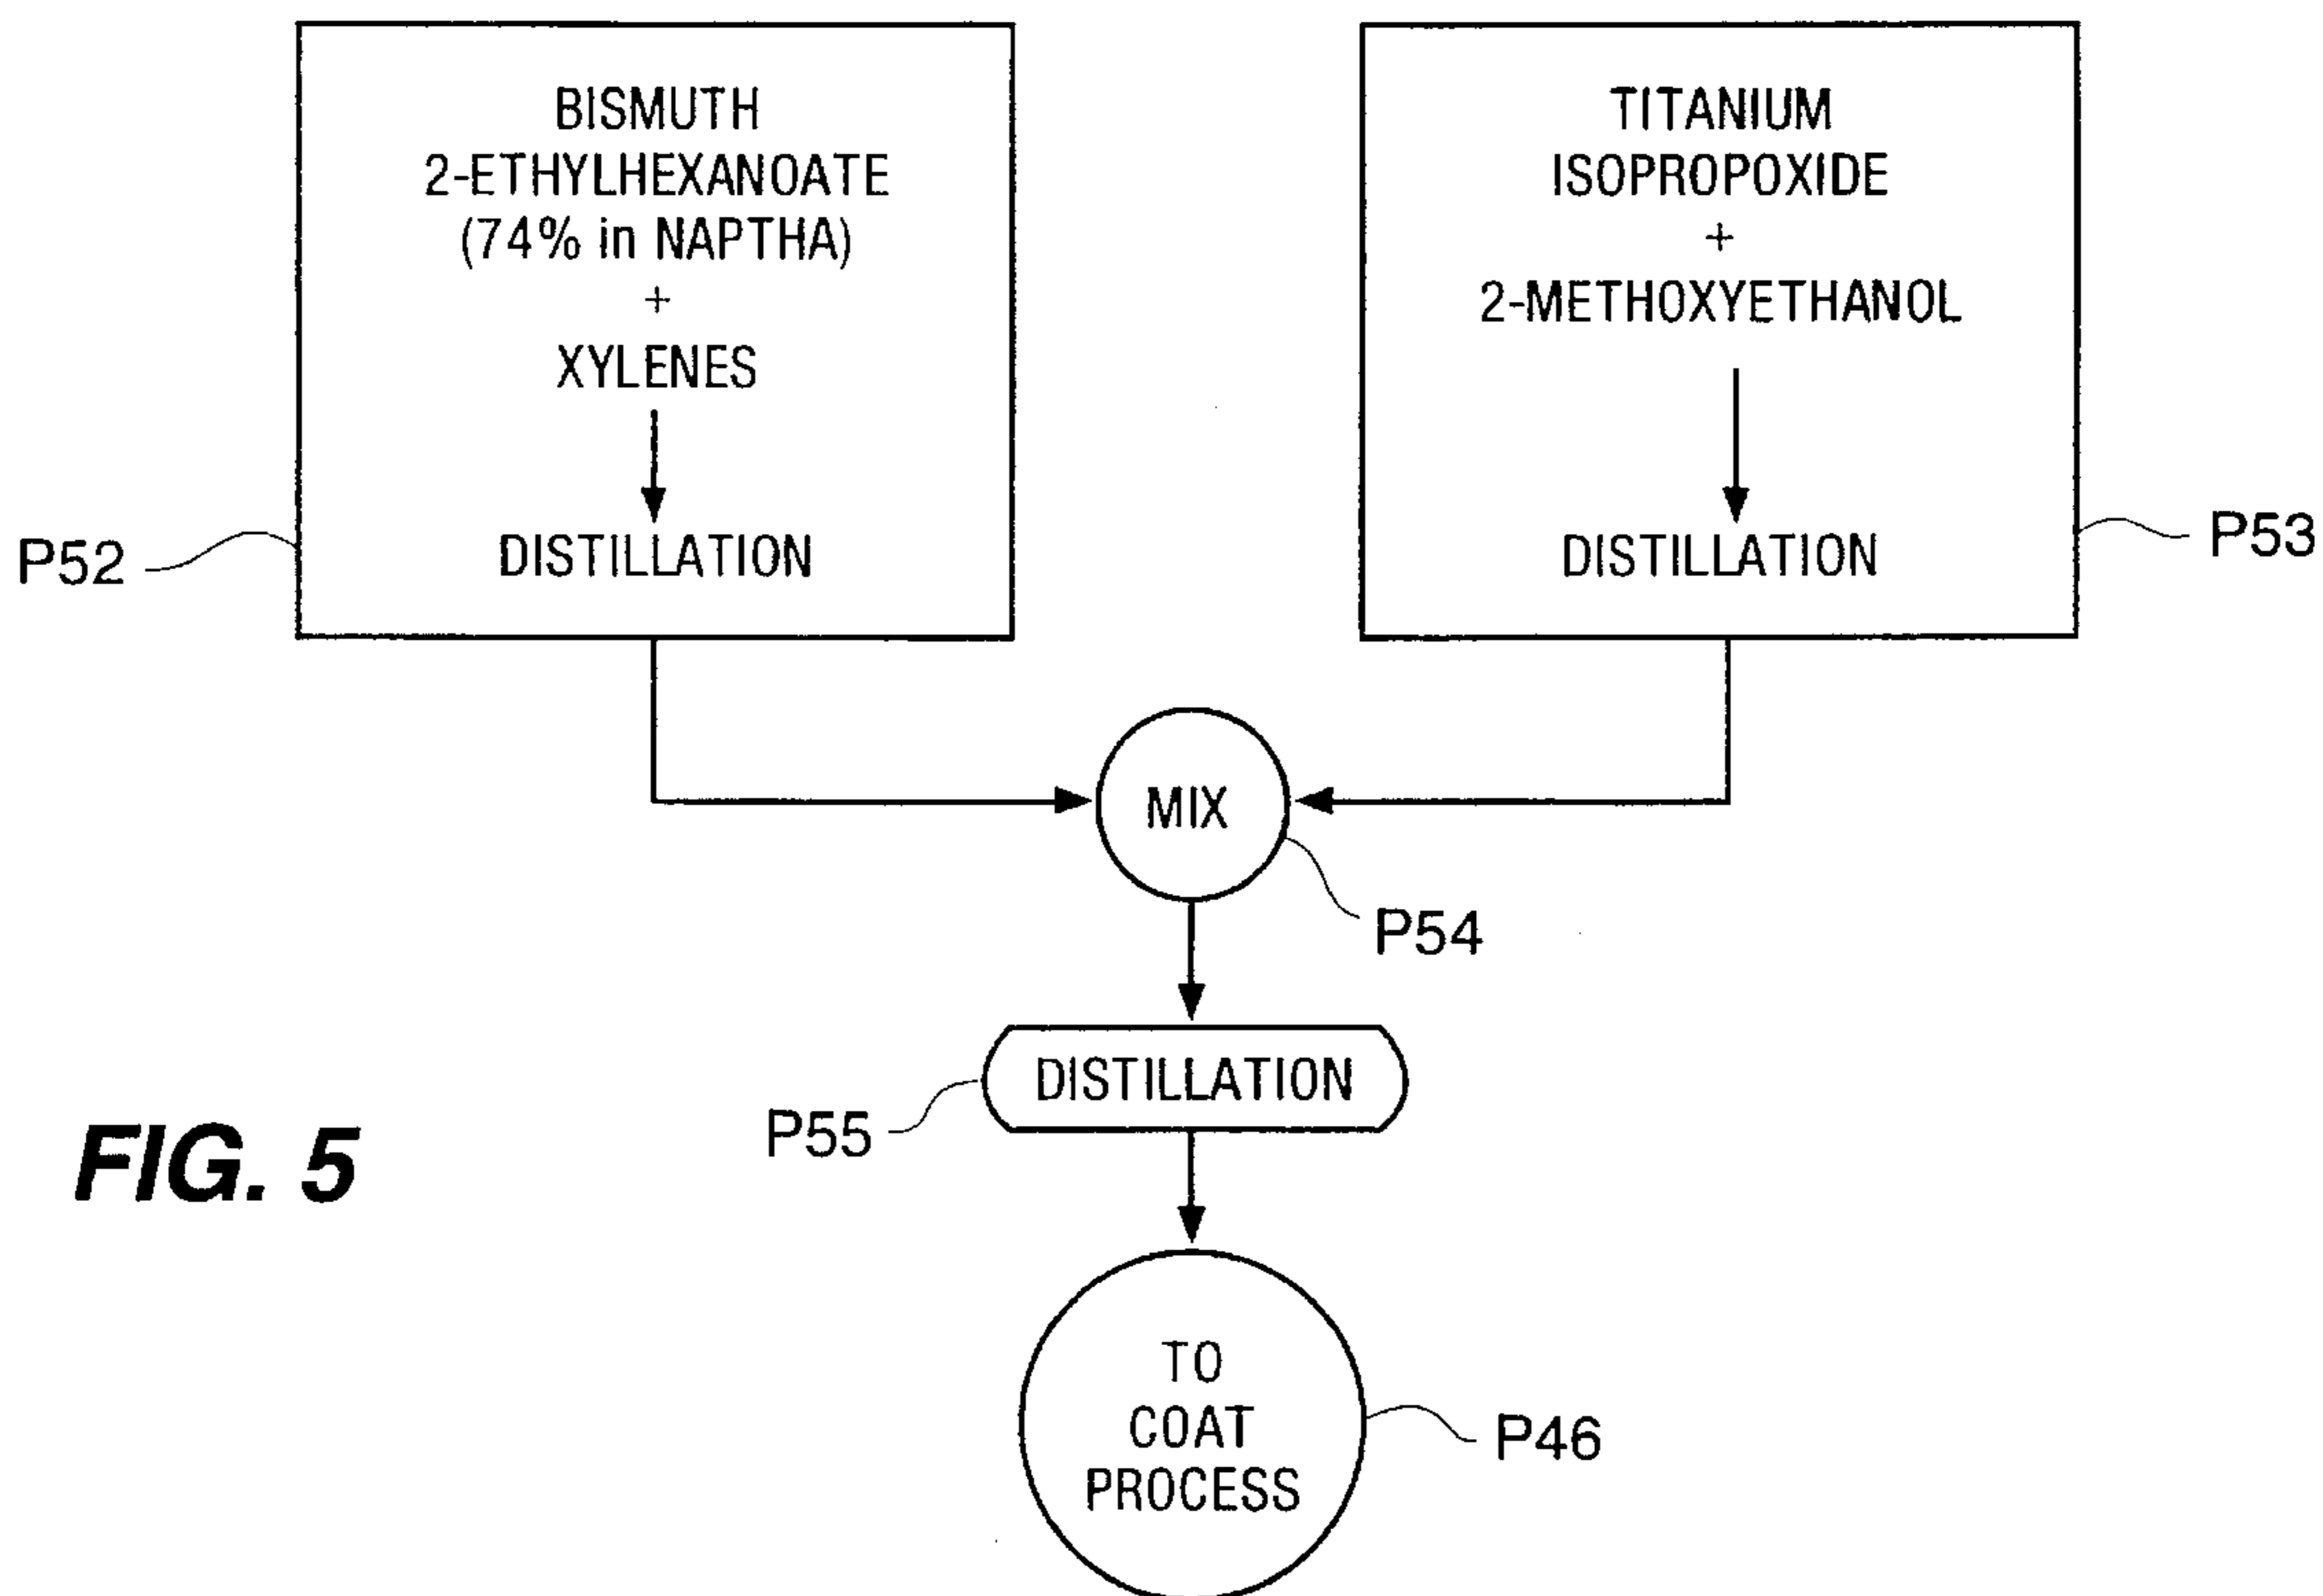 BISMUTH
2-ETHYLHEXANOATE
(74% in NAPTHA)
+
XYLENES
DISTILLATION
P52
TITANIUM
ISOPROPOXIDE
+
2-METHOXYETHANOL
DISTILLATION
P53
MIX
P54
DISTILLATION
P55
TO
COAT
PROCESS
P46
FIG. 5